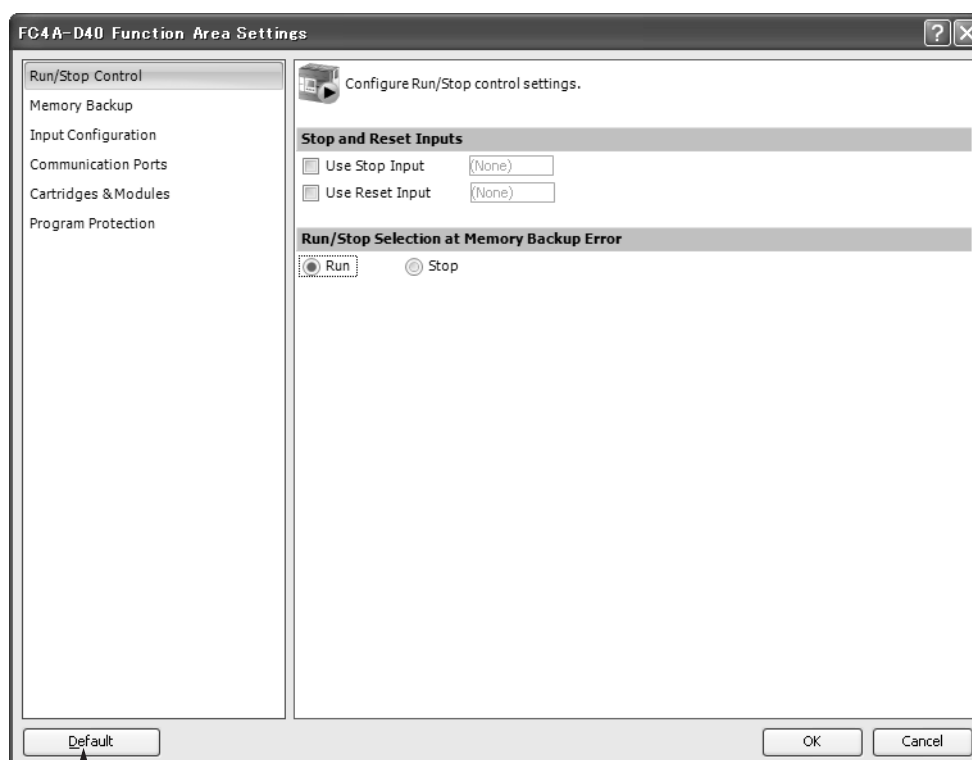 FC4A-D40 Function Area Settings
Run/Stop Control
Memory Backup
Input Configuration
Communication Ports
Cartridges & Modules
Program Protection
Configure Run/Stop control settings.
Stop and Reset Inputs
Use Stop Input (None)
Use Reset Input (None)
Run/Stop Selection at Memory Backup Error
Run Stop
Default OK Cancel